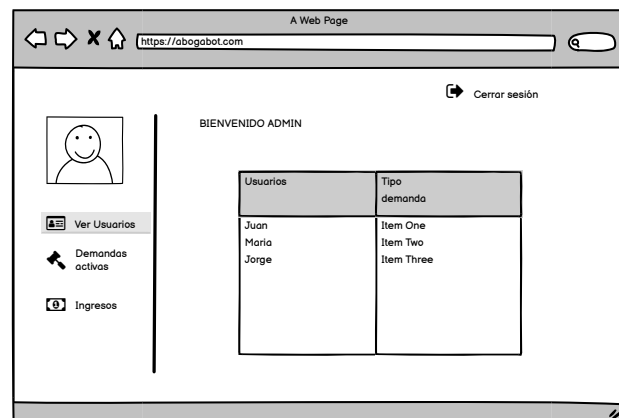 A Web Page
https://abogabot.com
Cerrar sesión
BIENVENIDO ADMIN
Usuarios
Tipo
demanda
Juan
Item One
Maria
Item Two
Jorge
Item Three
Ver Usuarios
Demandas
activas
Ingresos